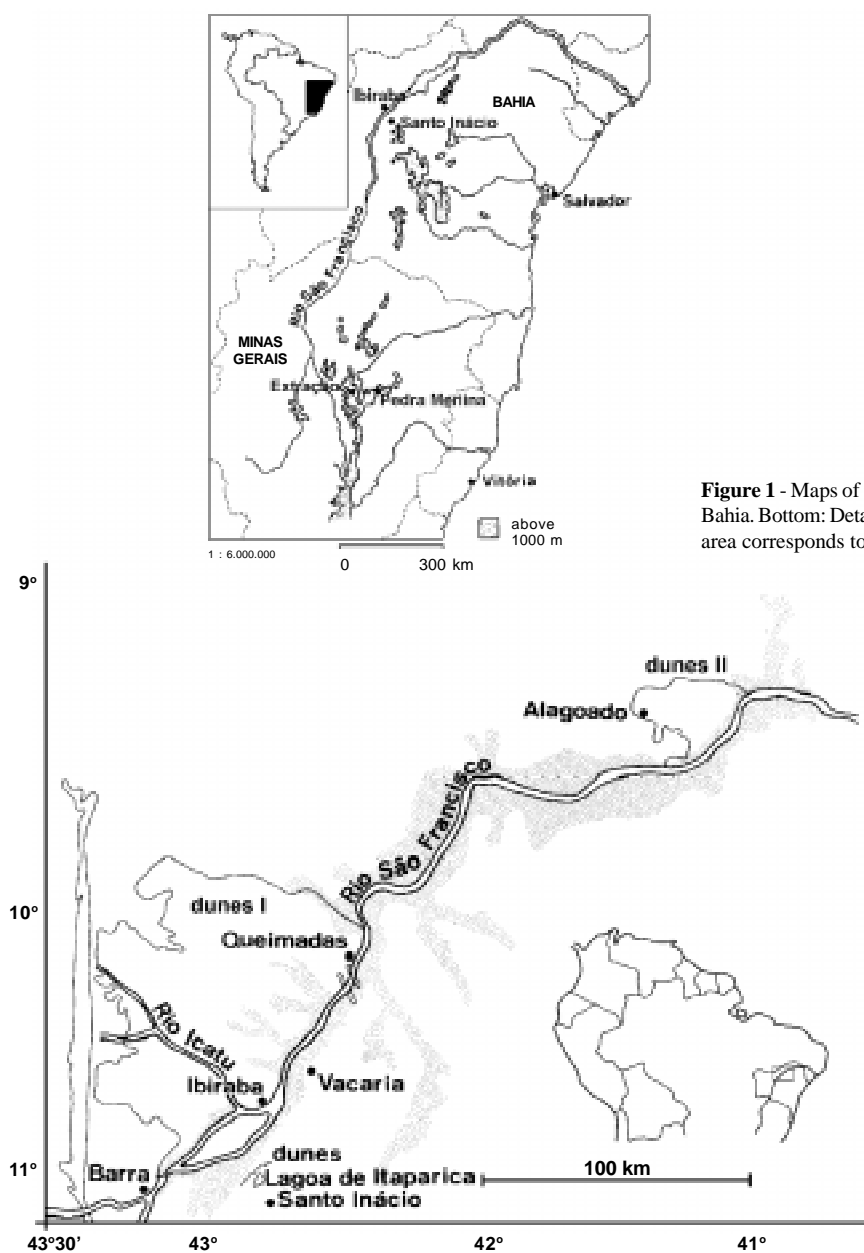 Ibiraba
BAHIA
Santo Inácio
Salvador
Rio São Francisco
MINAS
GERAIS
Extração
Pedra Menina
Vitória
above
1000 m
1 : 6.000.000
0 300 km
Figure 1 - Maps of
Bahia. Bottom: Deta
area corresponds to
9°
dunes II
Alagoado
Rio São Francisco
10°
dunes I
Queimadas
Rio Icatu
Ibiraba
Vacaria
11°
Barra
dunes
Lagoa de Itaparica
Santo Inácio
100 km
43°30' 43° 42° 41°